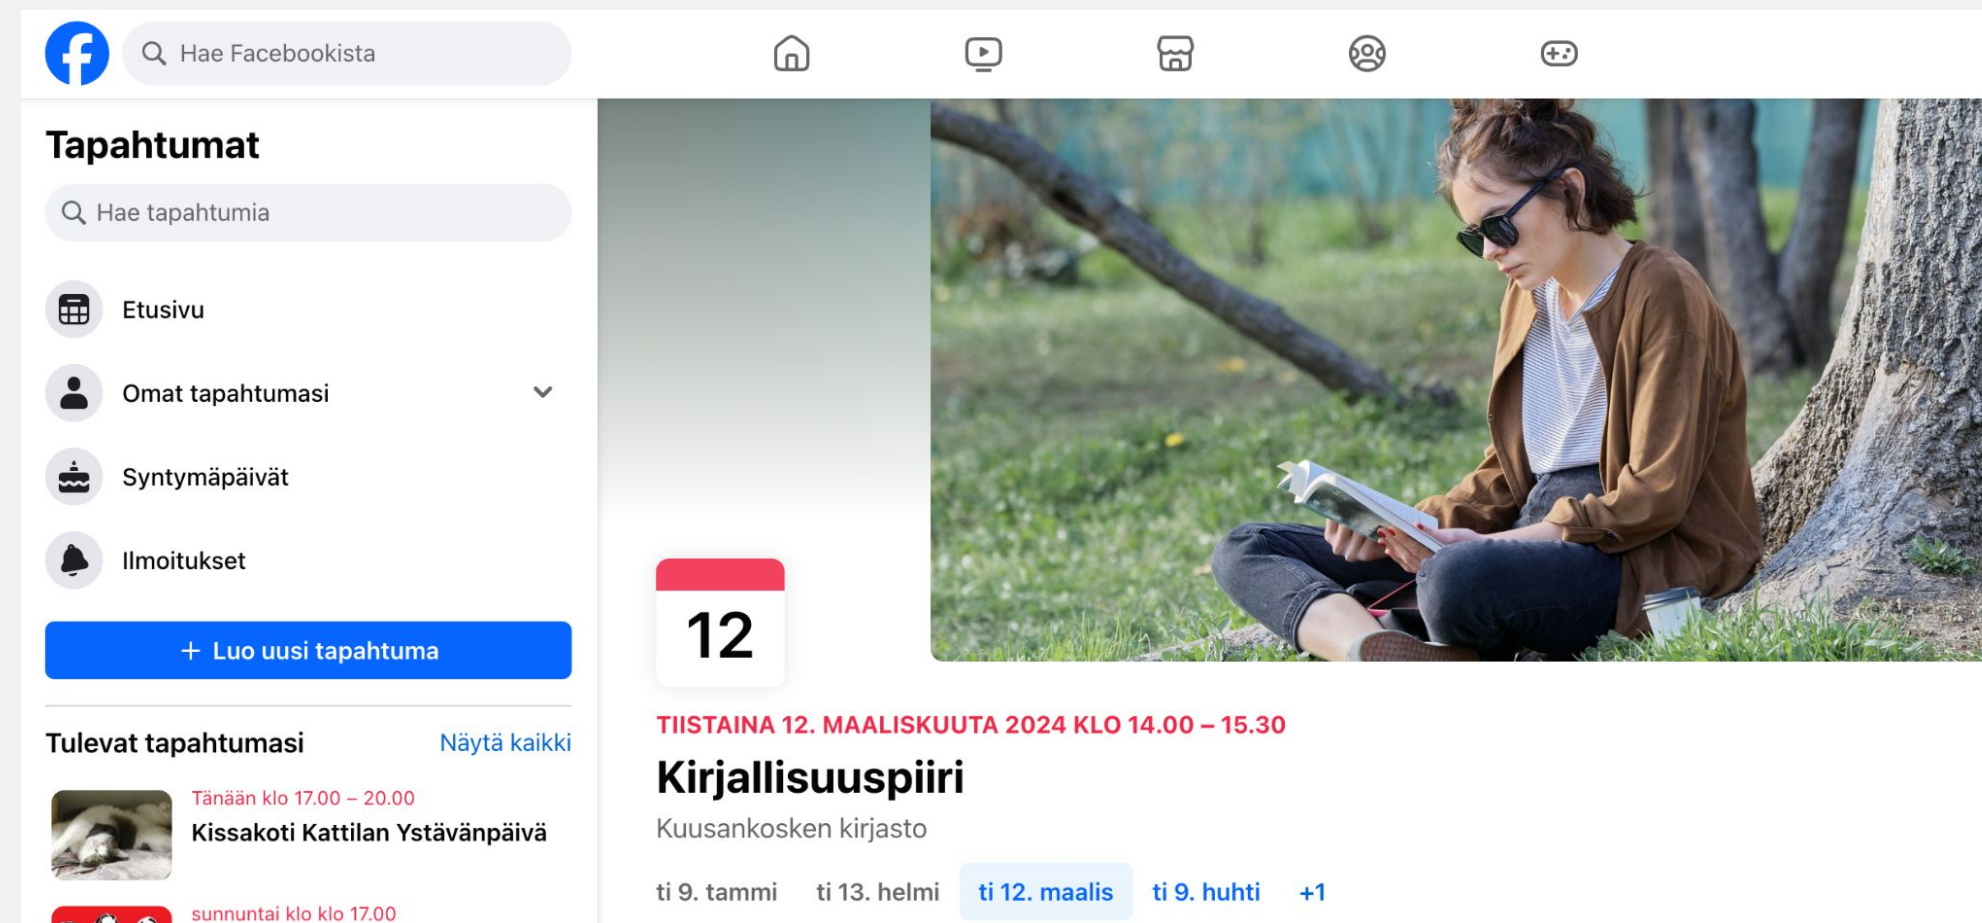 Hae Facebookista
Tapahtumat
Hae tapahtumia
Etusivu
Omat tapahtumasi
Syntymäpäivät
Ilmoitukset
+ Luo uusi tapahtuma
Tulevat tapahtumasi Näytä kaikki
Tänään klo 17.00 – 20.00
Kissakoti Kattilan Ystävänpäivä
sunnuntai klo klo 17.00
12
TIISTAINA 12. MAALISKUUTA 2024 KLO 14.00 – 15.30
Kirjallisuuspiiri
Kuusankosken kirjasto
ti 9. tammi ti 13. helmi ti 12. maalis ti 9. huhti +1